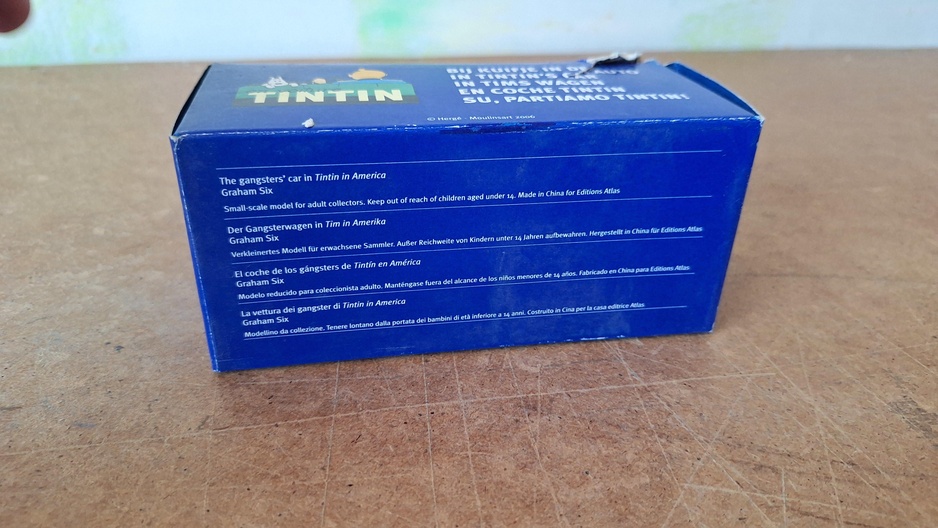 TINTIN
BIJ KUIFJE IN DE
IN TINTIN'S CAR
IN TIMS WAGEN
EN COCHE TINTIN
SU, PARTIAMO TINTIN!
© Hergé - Moulinsart 2006
The gangsters' car in Tintin in America
Graham Six
Small-scale model for adult collectors. Keep out of reach of children aged under 14. Made in China for Editions Atlas
Der Gangsterwagen in Tim in Amerika
Graham Six
Verkleinertes Modell für erwachsene Sammler. Außer Reichweite von Kindern unter 14 Jahren aufbewahren. Hergestellt in China für Editions Atlas
El coche de los gángsters de Tintín en América
Graham Six
Modelo reducido para coleccionista adulto. Manténgase fuera del alcance de los niños menores de 14 años. Fabricado en China para Editions Atlas
La vettura dei gangster di Tintin in America
Graham Six
Modellino da collezione. Tenere lontano dalla portata dei bambini di età inferiore a 14 anni. Costruito in Cina per la casa editrice Atlas